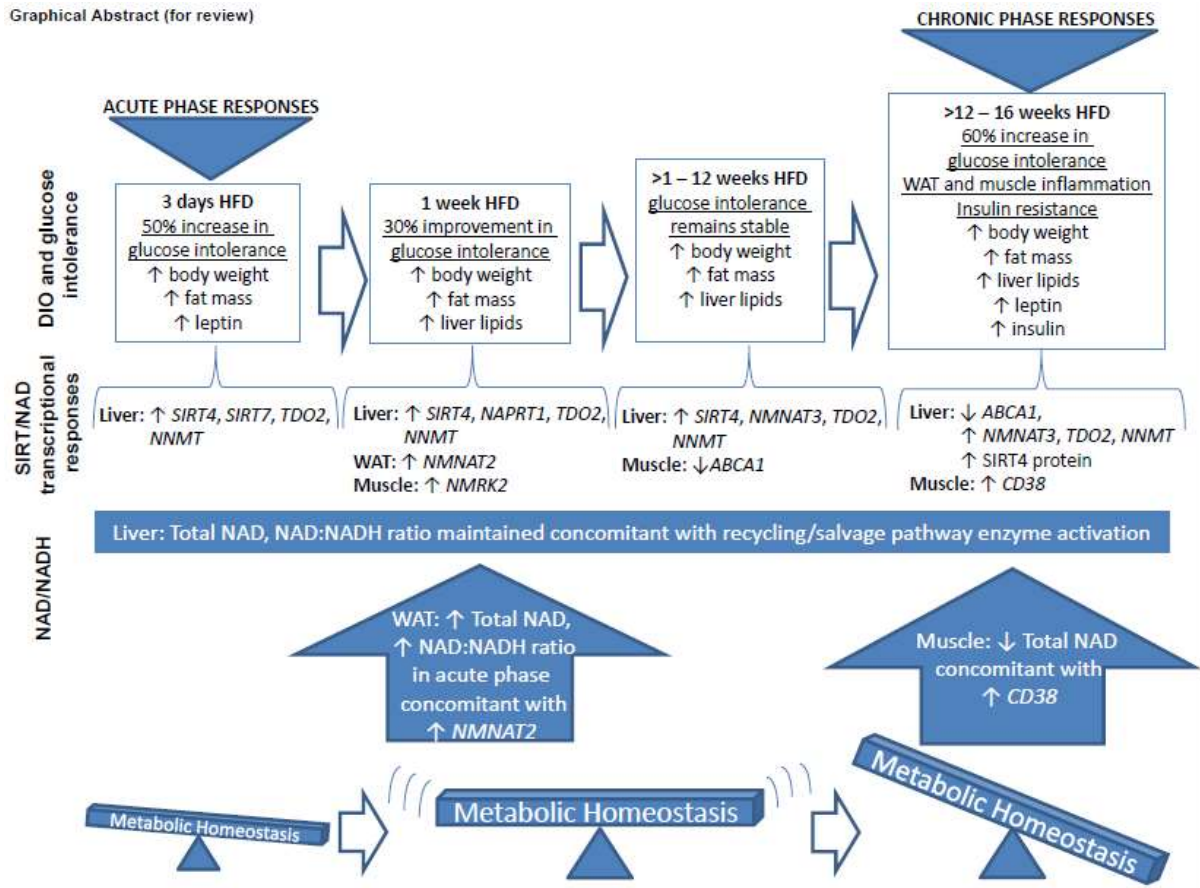 Graphical Abstract (for review)
CHRONIC PHASE RESPONSES
ACUTE PHASE RESPONSES
DIO and glucose
intolerance
3 days HFD
50% increase in
glucose intolerance
↑ body weight
↑ fat mass
↑ leptin
1 week HFD
30% improvement in
glucose intolerance
↑ body weight
↑ fat mass
↑ liver lipids
>1 – 12 weeks HFD
glucose intolerance
remains stable
↑ body weight
↑ fat mass
↑ liver lipids
>12 – 16 weeks HFD
60% increase in
glucose intolerance
WAT and muscle inflammation
Insulin resistance
↑ body weight
↑ fat mass
↑ liver lipids
↑ leptin
↑ insulin
SIRT/NAD
transcriptional
responses
Liver: ↑ SIRT4, SIRT7, TDO2,
NNMT
Liver: ↑ SIRT4, NAPRT1, TDO2,
NNMT
WAT: ↑ NMNAT2
Muscle: ↑ NMRK2
Liver: ↑ SIRT4, NMNAT3, TDO2,
NNMT
Muscle: ↓ABCA1
Liver: ↓ ABCA1,
↑ NMNAT3, TDO2, NNMT
↑ SIRT4 protein
Muscle: ↑ CD38
NAD/NADH
Liver: Total NAD, NAD:NADH ratio maintained concomitant with recycling/salvage pathway enzyme activation
WAT: ↑ Total NAD,
↑ NAD:NADH ratio
in acute phase
concomitant with
↑ NMNAT2
Muscle: ↓ Total NAD
concomitant with
↑ CD38
Metabolic Homeostasis
Metabolic Homeostasis
Metabolic Homeostasis